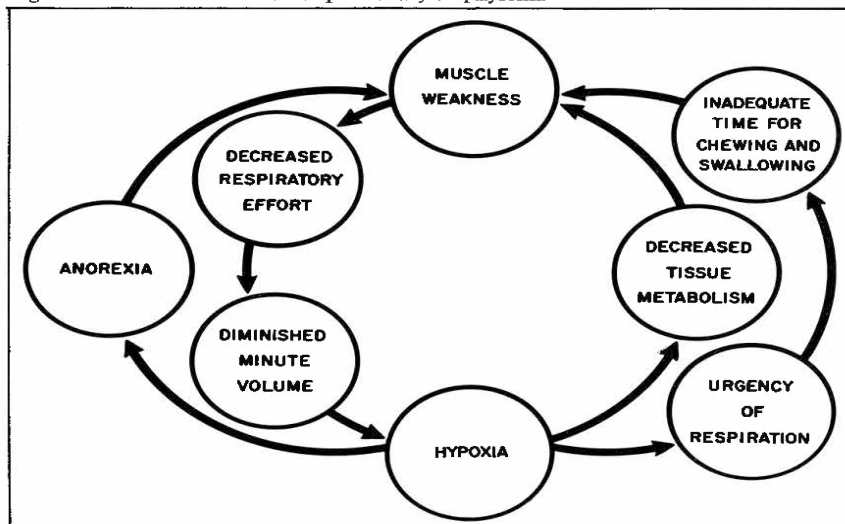 MUSCLE
WEAKNESS
INADEQUATE
TIME FOR
CHEWING AND
SWALLOWING
DECREASED
RESPIRATORY
EFFORT
ANOREXIA
DECREASED
TISSUE
METABOLISM
DIMINISHED
MINUTE
VOLUME
URGENCY
OF
RESPIRATION
HYPOXIA